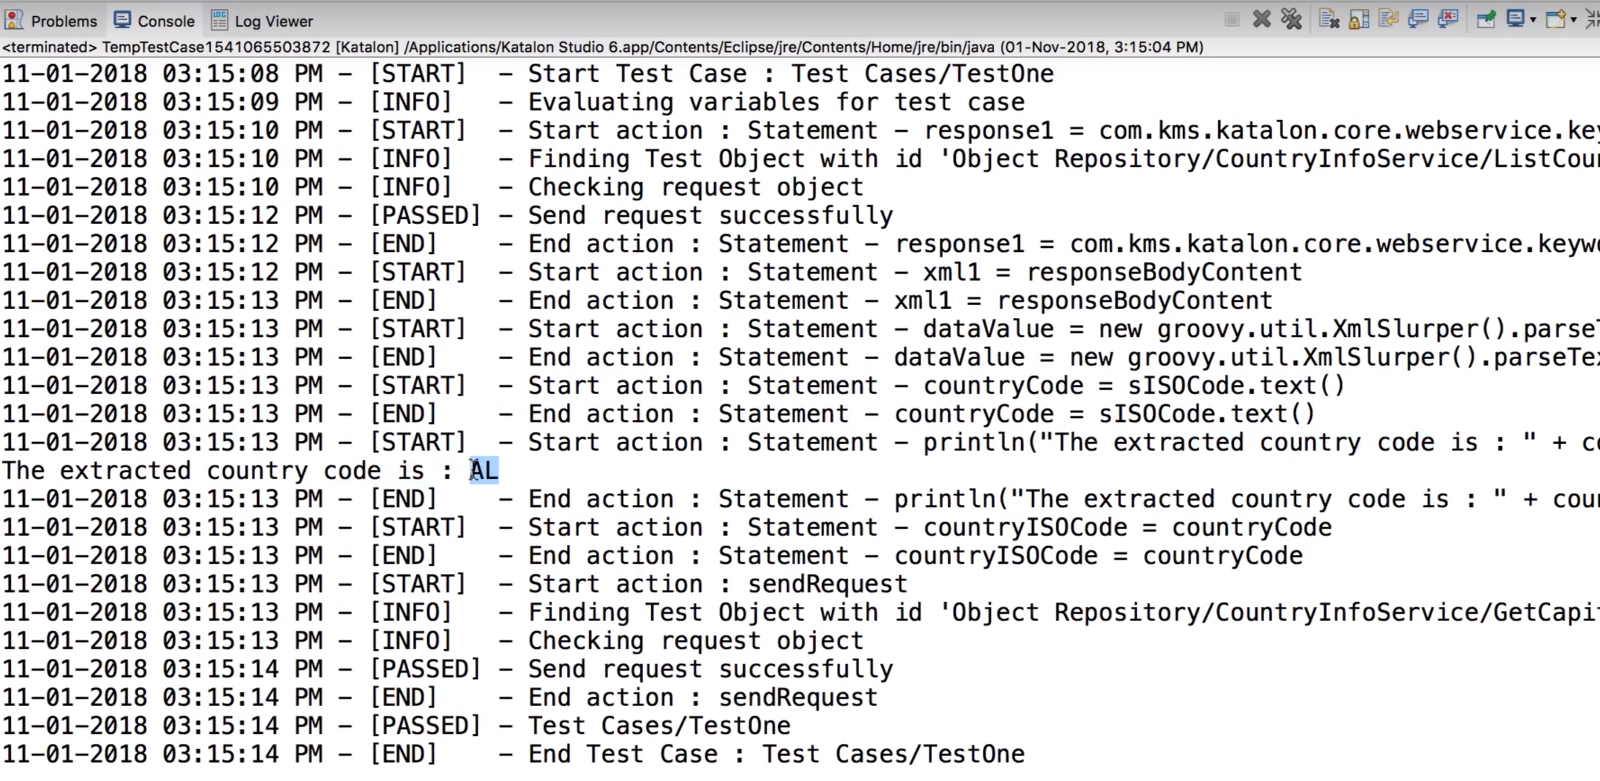 Problems Console Log Viewer
<terminated> TempTestCase1541065503872 [Katalon] /Applications/Katalon Studio 6.app/Contents/Eclipse/jre/Contents/Home/jre/bin/java (01-Nov-2018, 3:15:04 PM)
11-01-2018 03:15:08 PM - [START]  - Start Test Case : Test Cases/TestOne
11-01-2018 03:15:09 PM - [INFO]   - Evaluating variables for test case
11-01-2018 03:15:10 PM - [START]  - Start action : Statement - response1 = com.kms.katalon.core.webservice.key
11-01-2018 03:15:10 PM - [INFO]   - Finding Test Object with id 'Object Repository/CountryInfoService/ListCou
11-01-2018 03:15:10 PM - [INFO]   - Checking request object
11-01-2018 03:15:12 PM - [PASSED] - Send request successfully
11-01-2018 03:15:12 PM - [END]    - End action : Statement - response1 = com.kms.katalon.core.webservice.keyw
11-01-2018 03:15:12 PM - [START]  - Start action : Statement - xml1 = responseBodyContent
11-01-2018 03:15:13 PM - [END]    - End action : Statement - xml1 = responseBodyContent
11-01-2018 03:15:13 PM - [START]  - Start action : Statement - dataValue = new groovy.util.XmlSlurper().parse
11-01-2018 03:15:13 PM - [END]    - End action : Statement - dataValue = new groovy.util.XmlSlurper().parseTe
11-01-2018 03:15:13 PM - [START]  - Start action : Statement - countryCode = sISOCode.text()
11-01-2018 03:15:13 PM - [END]    - End action : Statement - countryCode = sISOCode.text()
11-01-2018 03:15:13 PM - [START]  - Start action : Statement - println("The extracted country code is : " + co
The extracted country code is : AL
11-01-2018 03:15:13 PM - [END]    - End action : Statement - println("The extracted country code is : " + cou
11-01-2018 03:15:13 PM - [START]  - Start action : Statement - countryISOCode = countryCode
11-01-2018 03:15:13 PM - [END]    - End action : Statement - countryISOCode = countryCode
11-01-2018 03:15:13 PM - [START]  - Start action : sendRequest
11-01-2018 03:15:13 PM - [INFO]   - Finding Test Object with id 'Object Repository/CountryInfoService/GetCapi
11-01-2018 03:15:13 PM - [INFO]   - Checking request object
11-01-2018 03:15:14 PM - [PASSED] - Send request successfully
11-01-2018 03:15:14 PM - [END]    - End action : sendRequest
11-01-2018 03:15:14 PM - [PASSED] - Test Cases/TestOne
11-01-2018 03:15:14 PM - [END]    - End Test Case : Test Cases/TestOne